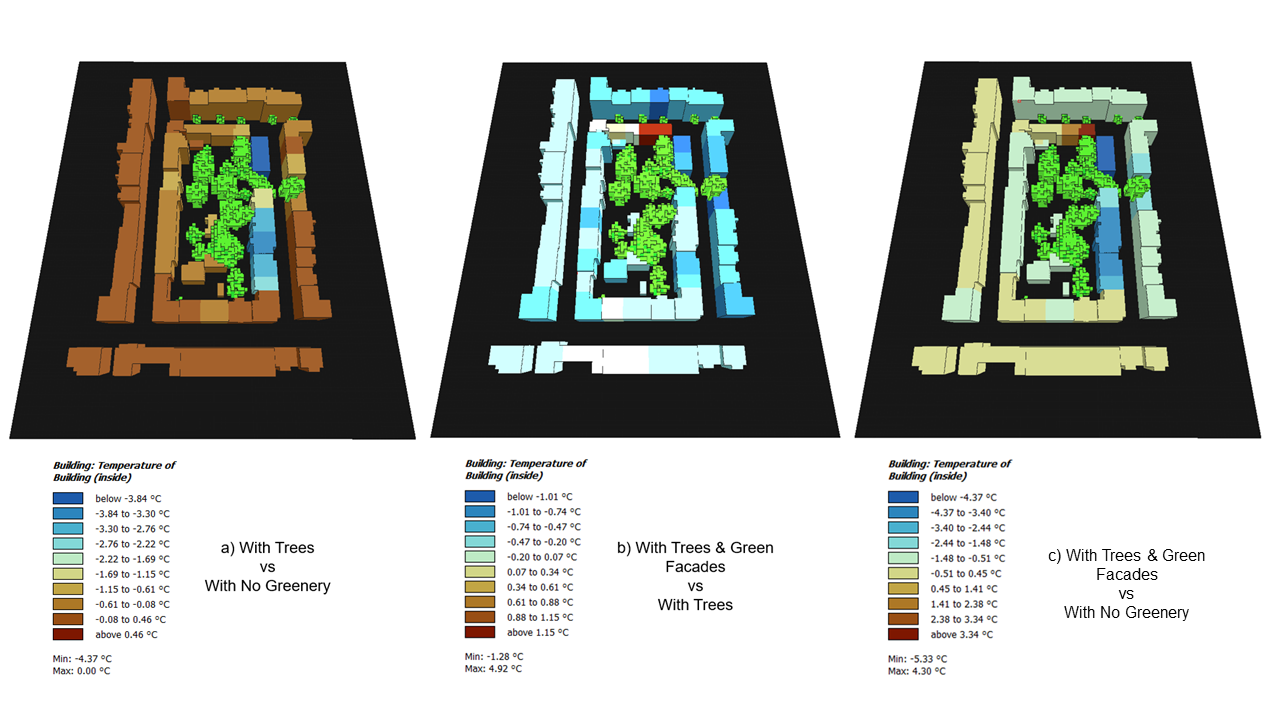 Building: Temperature of
Building (inside)
below -3.84 °C
-3.84 to -3.30 °C
-3.30 to -2.76 °C
-2.76 to -2.22 °C
-2.22 to -1.69 °C
-1.69 to -1.15 °C
-1.15 to -0.61 °C
-0.61 to -0.08 °C
-0.08 to 0.46 °C
above 0.46 °C
Min: -4.37 °C
Max: 0.00 °C
a) With Trees
vs
With No Greenery
Building: Temperature of
Building (inside)
below -1.01 °C
-1.01 to -0.74 °C
-0.74 to -0.47 °C
-0.47 to -0.20 °C
-0.20 to 0.07 °C
0.07 to 0.34 °C
0.34 to 0.61 °C
0.61 to 0.88 °C
0.88 to 1.15 °C
above 1.15 °C
Min: -1.28 °C
Max: 4.92 °C
b) With Trees & Green
Facades
vs
With Trees
Building: Temperature of
Building (inside)
below -4.37 °C
-4.37 to -3.40 °C
-3.40 to -2.44 °C
-2.44 to -1.48 °C
-1.48 to -0.51 °C
-0.51 to 0.45 °C
0.45 to 1.41 °C
1.41 to 2.38 °C
2.38 to 3.34 °C
above 3.34 °C
Min: -5.33 °C
Max: 4.30 °C
c) With Trees & Green
Facades
vs
With No Greenery